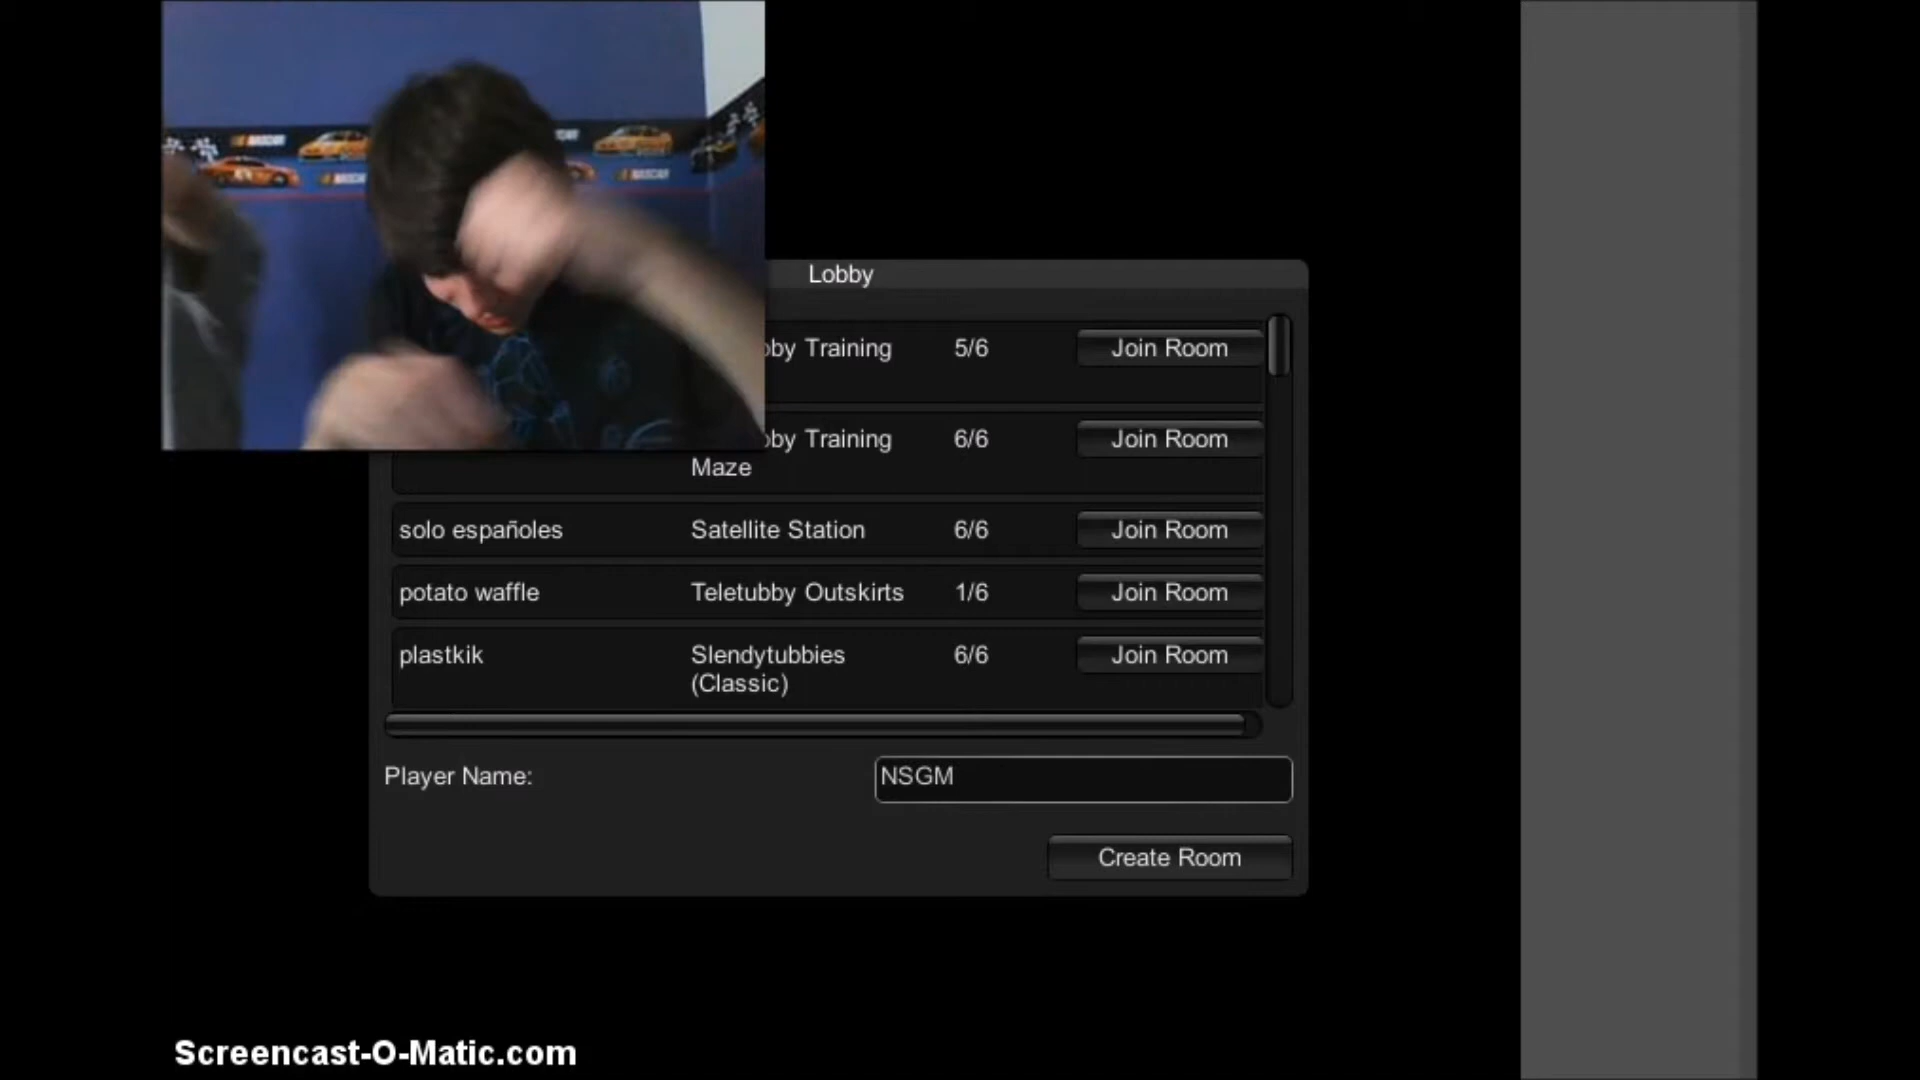 NASCAR
NASCAR
Lobby
Training 5/6 Join Room
Training 6/6 Join Room
Maze
solo españoles Satellite Station 6/6 Join Room
potato waffle Teletubby Outskirts 1/6 Join Room
plastkik Slendytubbies 6/6 Join Room
(Classic)
Player Name: NSGM
Create Room
Screencast-O-Matic.com